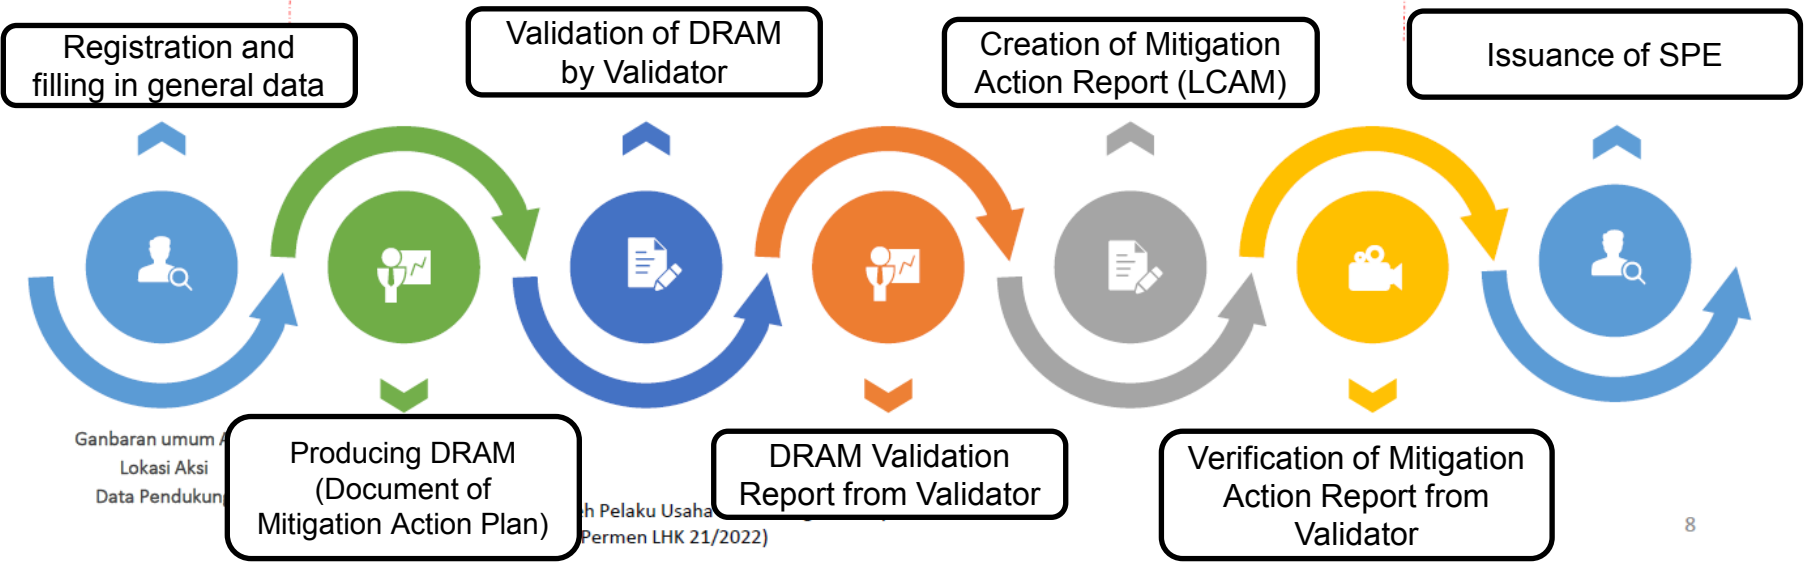 Registration and
filling in general data
Validation of DRAM
by Validator
Creation of Mitigation
Action Report (LCAM)
Issuance of SPE
Ganbaran umum
Lokasi Aksi
Data Pendukung
Producing DRAM
(Document of
Mitigation Action Plan)
DRAM Validation
Report from Validator
Pelaku Usaha
Permen LHK 21/2022)
Verification of Mitigation
Action Report from
Validator
8